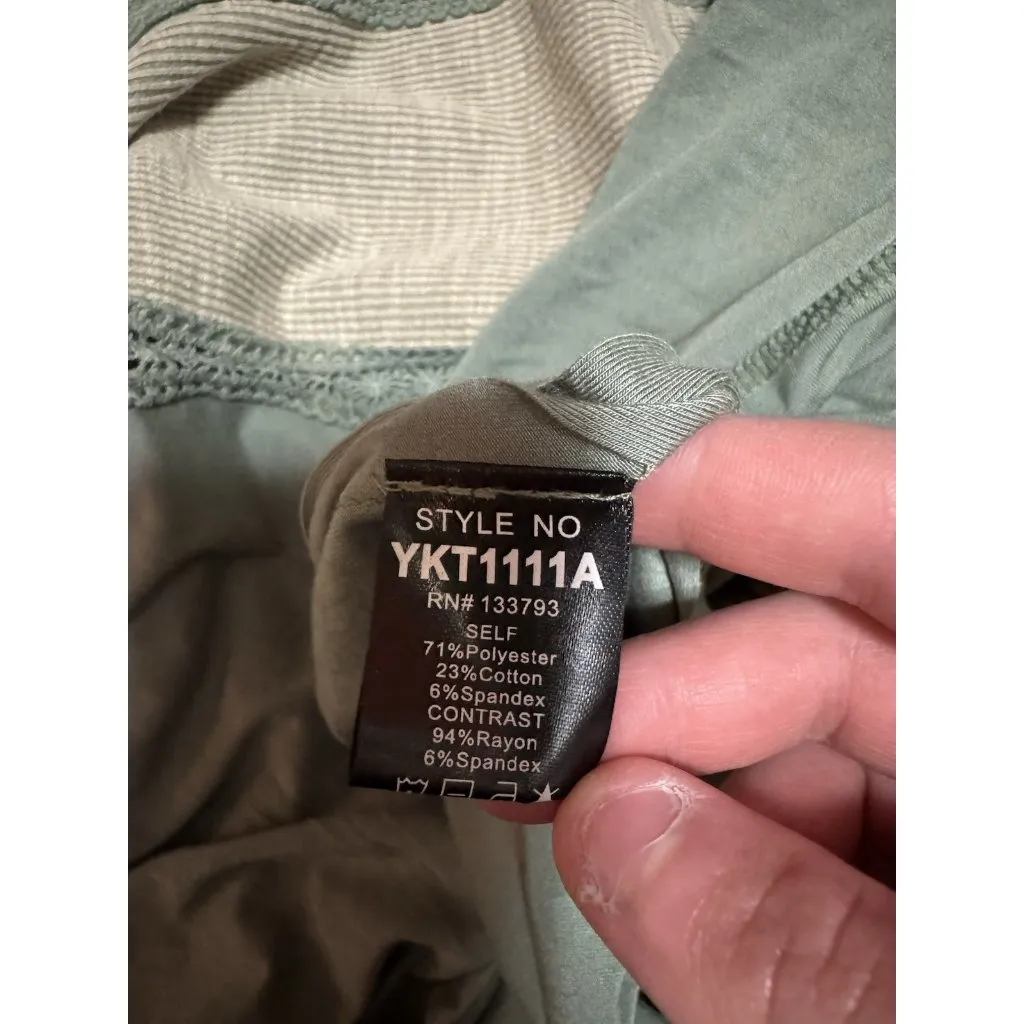 STYLE NO
YKT1111A
RN# 133793
SELF
71%Polyester
23%Cotton
6%Spandex
CONTRAST
94%Rayon
6%Spandex